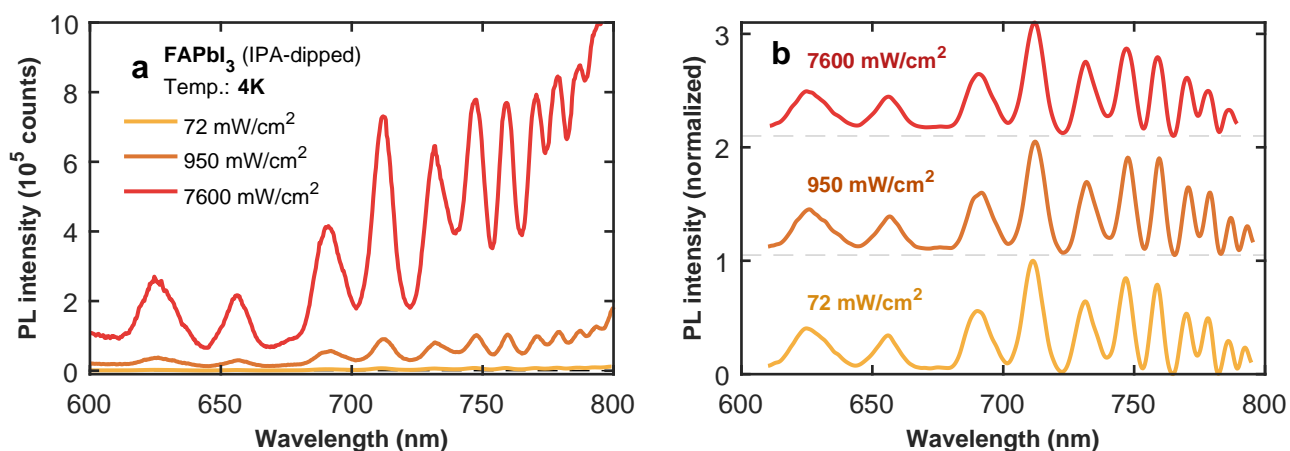 a
FAPbI3 (IPA-dipped)
Temp.: 4K
72 mW/cm2
950 mW/cm2
7600 mW/cm2
PL intensity (10^5 counts)
10
8
6
4
2
0
600
650
700
750
800
Wavelength (nm)
b
7600 mW/cm2
950 mW/cm2
72 mW/cm2
PL intensity (normalized)
3
2
1
0
600
650
700
750
800
Wavelength (nm)